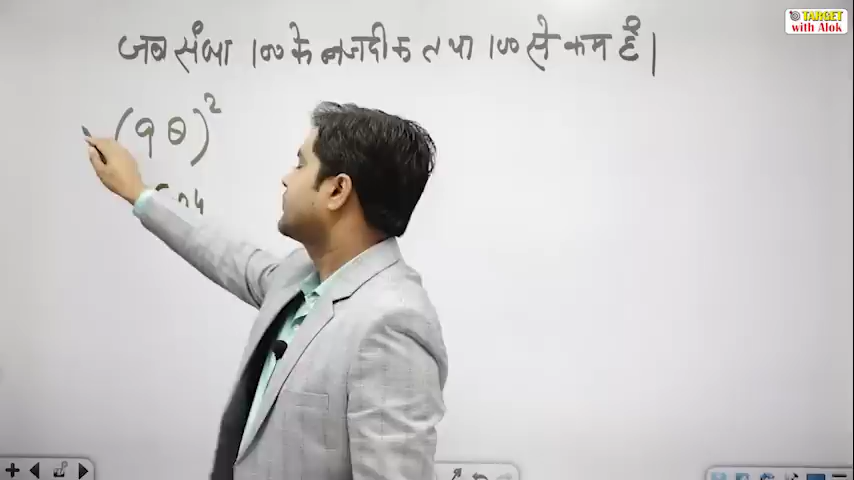 TARGET
with Alok
जब संख्या 100 के नजदीक तथा 100 से कम हैं।
(98)²